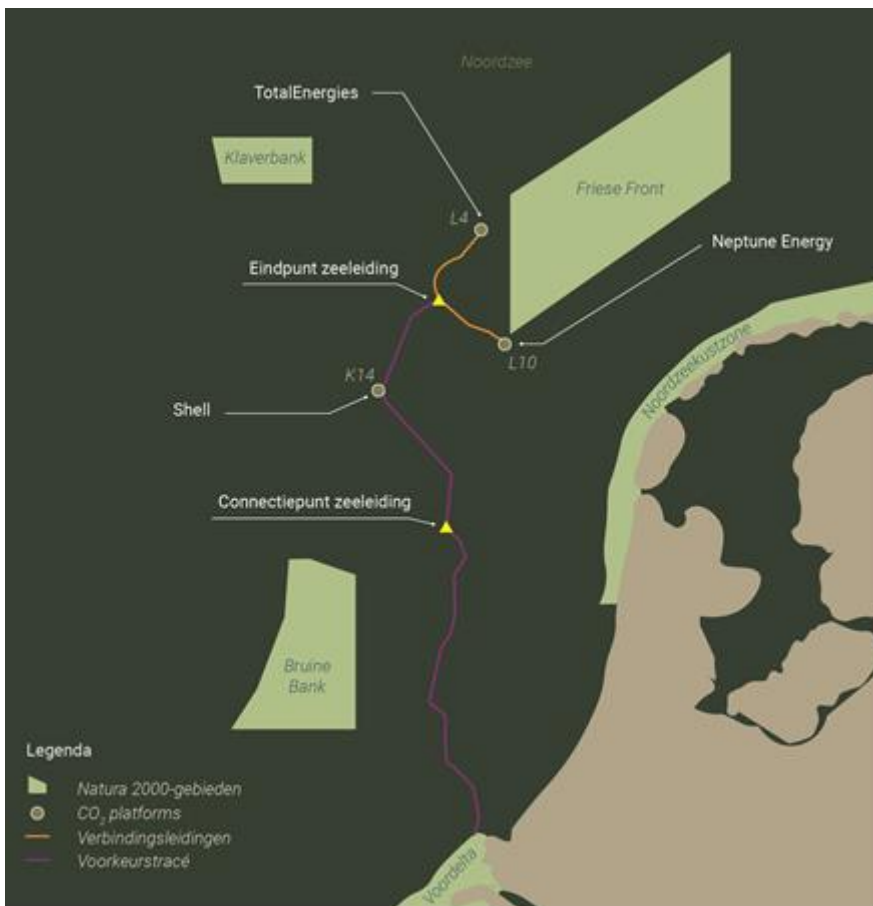 Noordzee
TotalEnergies
Klaverbank
Friese Front
L4
Neptune Energy
Eindpunt zeeleiding
L10
Noordzeekustzone
K14
Shell
Connectiepunt zeeleiding
Bruine
Bank
Legenda
Natura 2000-gebieden
CO₂ platforms
Verbindingsleidingen
Voorkeurstracé
Voordelta